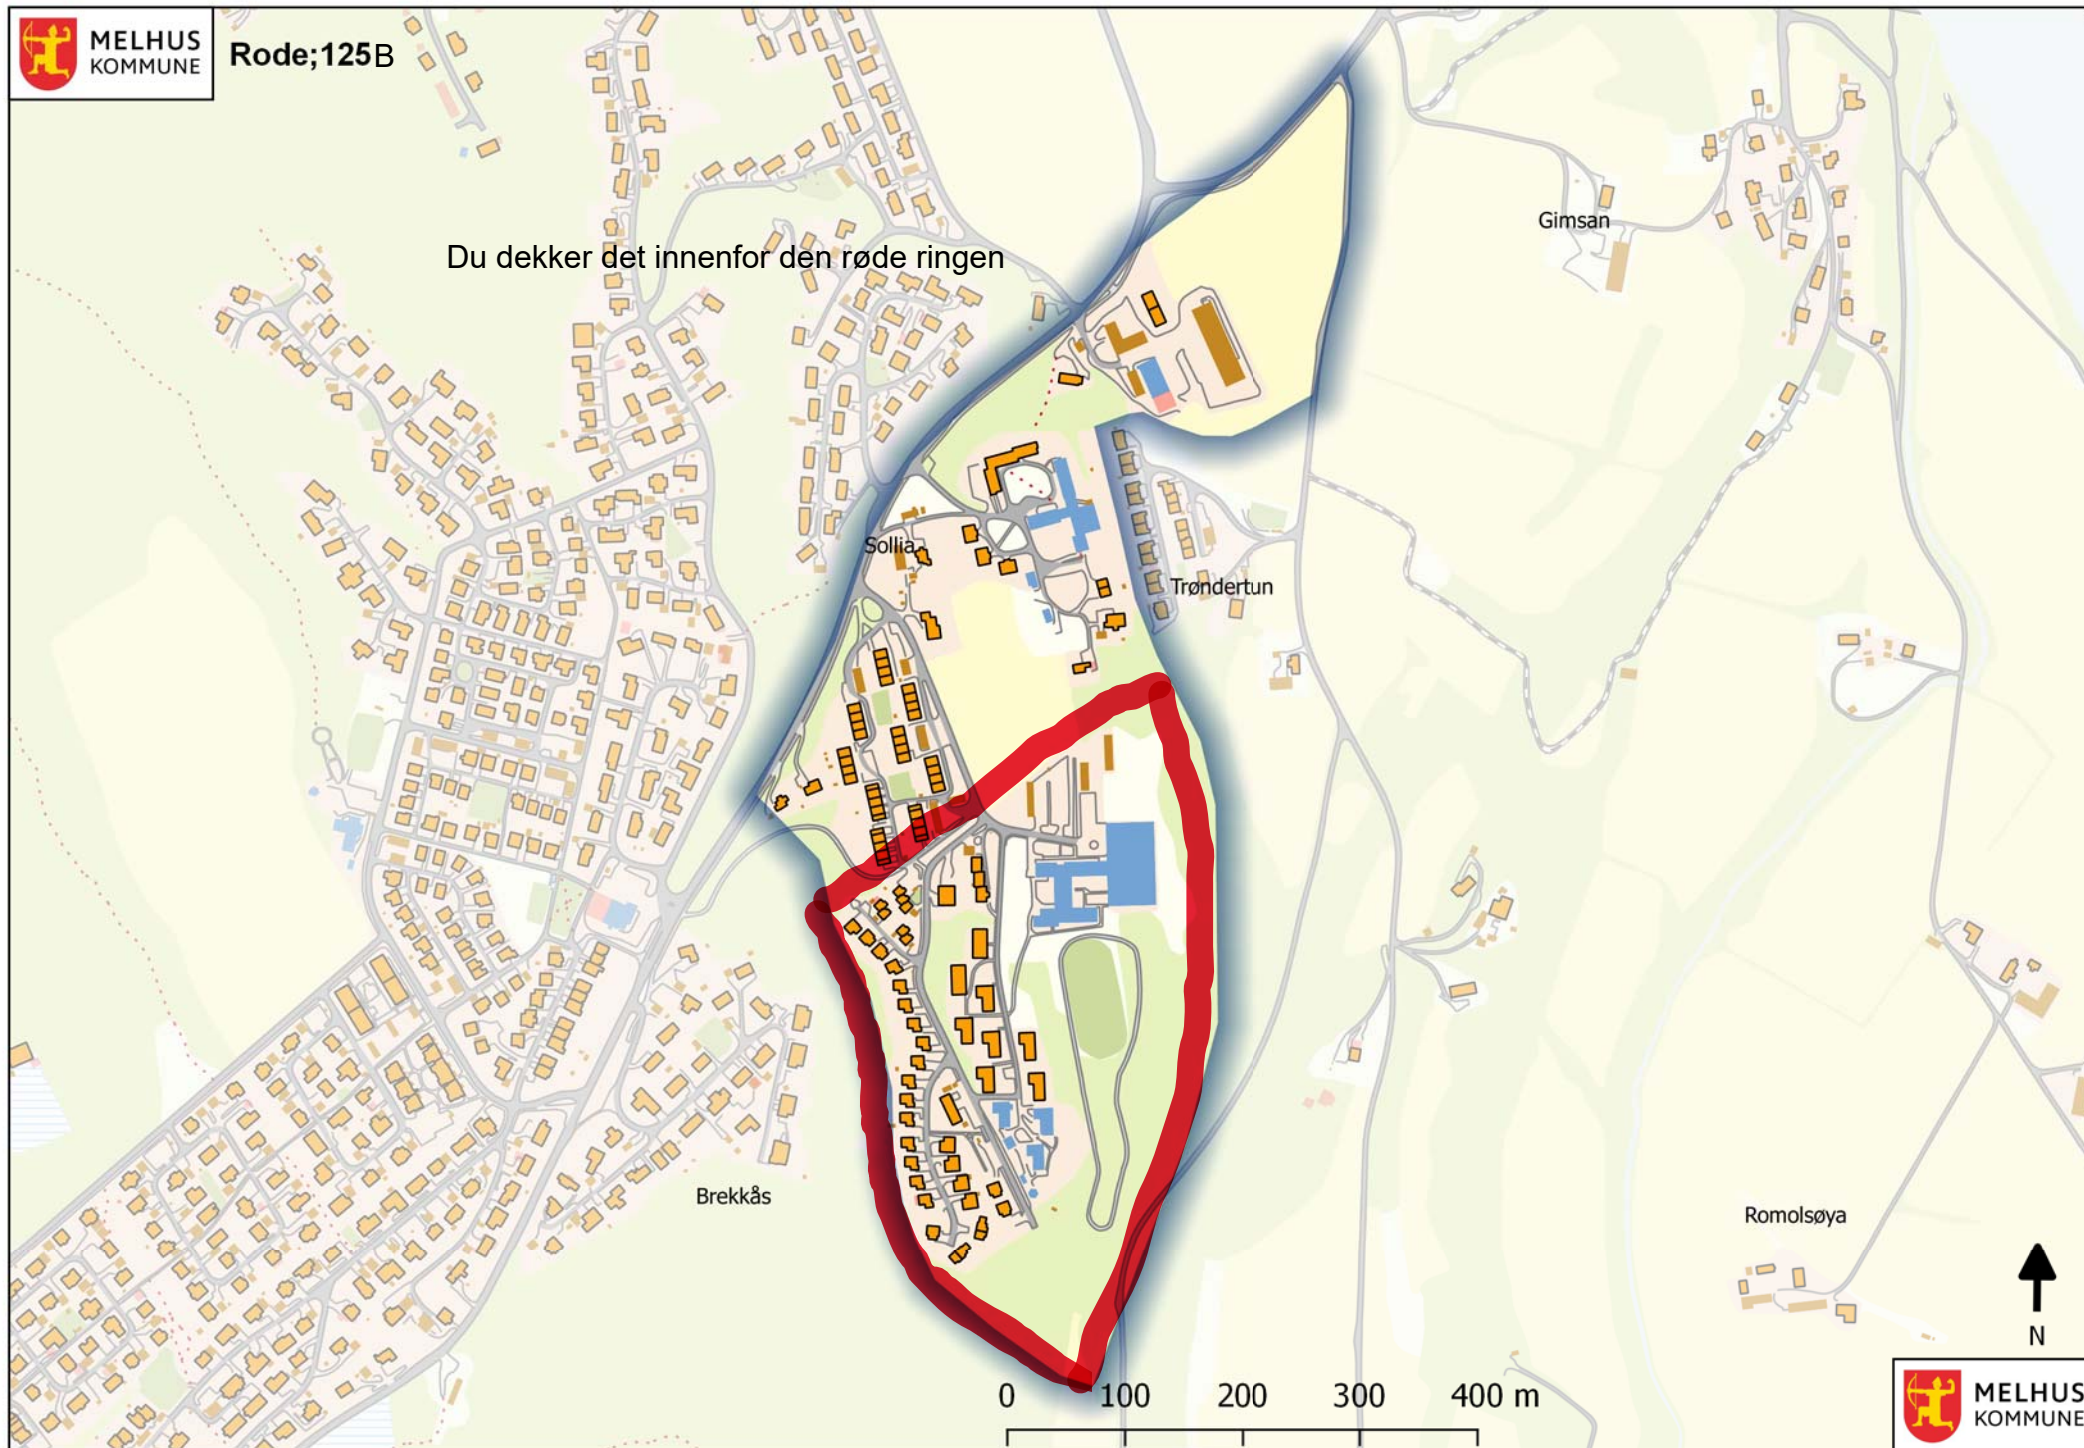 MELHUS
KOMMUNE
Rode;125B
Du dekker det innenfor den røde ringen
Gimsan
Sollia
Trøndertun
Brekkås
Romolsøya
N
0 100 200 300 400 m
MELHUS
KOMMUNE